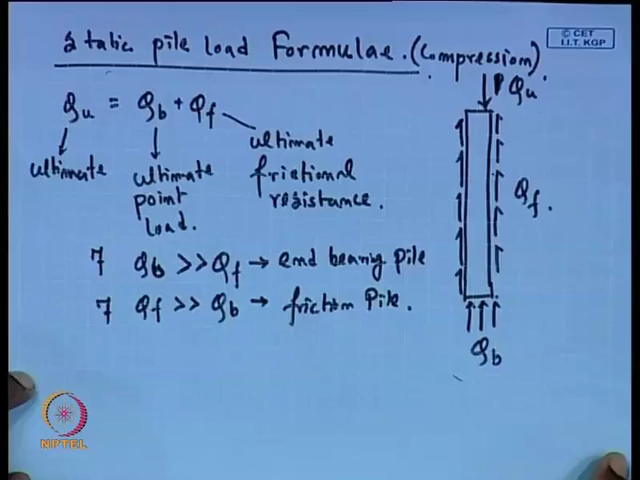 Static pile load Formulae. (Compression).
© CET
I.I.T. KGP
Qu = Qb + Qf
ultimate
ultimate point load.
ultimate frictional resistance.
Qu
Qf.
7 Qb >> Qf → end bearing pile
7 Qf >> Qb → friction Pile.
Qb
NPTEL